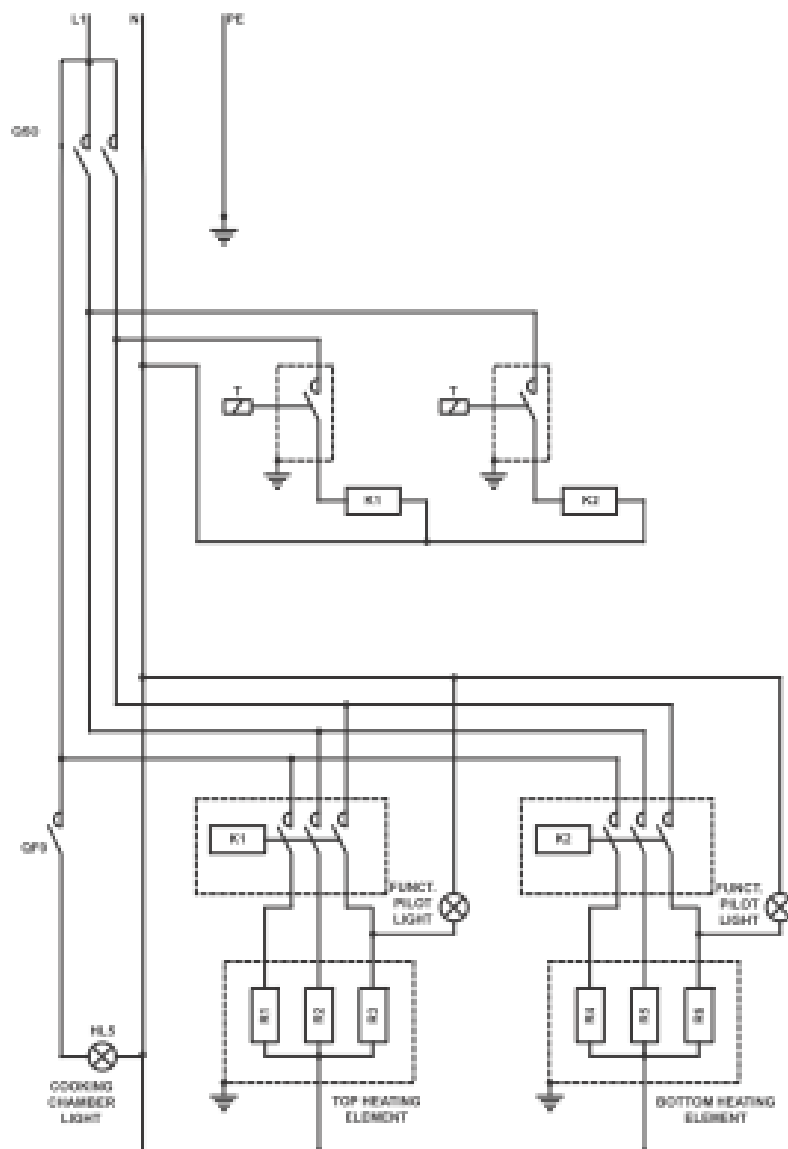 L1
N
PE
QS0
T
T
K1
K2
K1
K2
QF0
FUNCT.
PILOT
LIGHT
FUNCT.
PILOT
LIGHT
R1
R2
R3
R4
R5
R6
HL5
COOKING
CHAMBER
LIGHT
TOP HEATING
ELEMENT
BOTTOM HEATING
ELEMENT